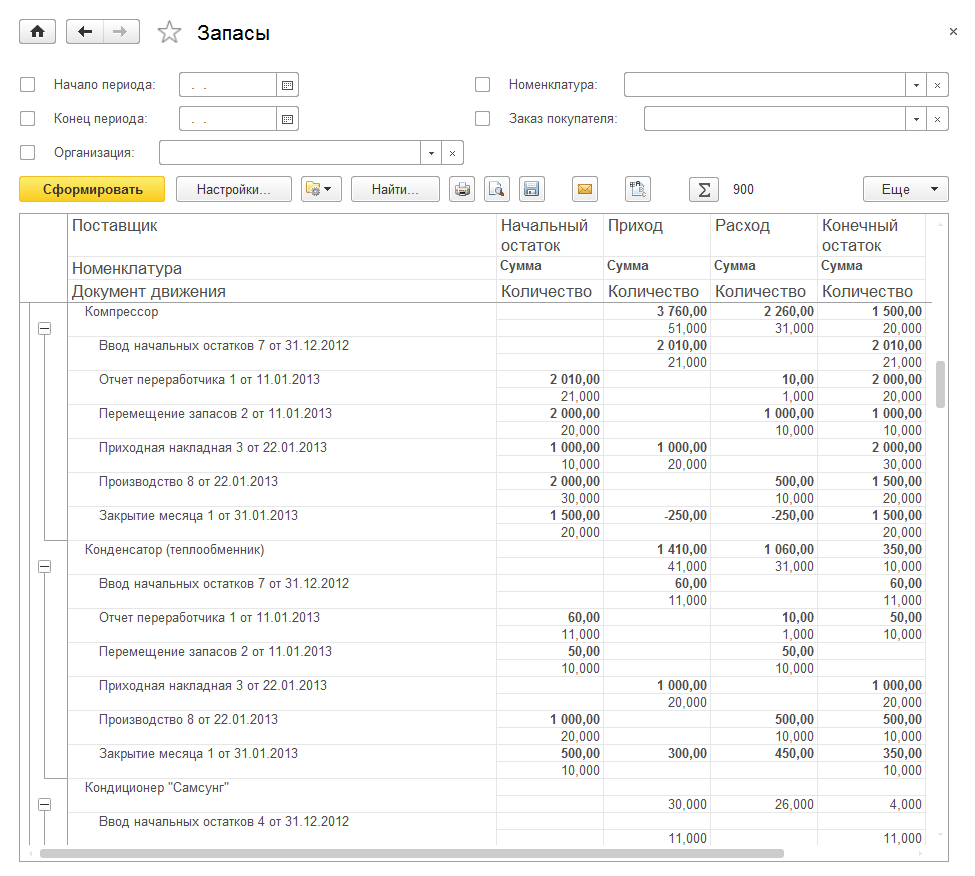 Запасы
Начало периода: . . Номенклатура:
Конец периода: . . Заказ покупателя:
Организация:
Сформировать Настройки... Найти... Σ 900 Еще
Поставщик Начальный остаток Приход Расход Конечный остаток
Номенклатура Сумма Сумма Сумма Сумма
Документ движения Количество Количество Количество Количество
Компрессор 3 760,00 2 260,00 1 500,00
51,000 31,000 20,000
Ввод начальных остатков 7 от 31.12.2012 2 010,00 2 010,00
21,000 21,000
Отчет переработчика 1 от 11.01.2013 2 010,00 10,00 2 000,00
21,000 1,000 20,000
Перемещение запасов 2 от 11.01.2013 2 000,00 1 000,00 1 000,00
20,000 10,000 10,000
Приходная накладная 3 от 22.01.2013 1 000,00 1 000,00 2 000,00
10,000 20,000 30,000
Производство 8 от 22.01.2013 2 000,00 500,00 1 500,00
30,000 10,000 20,000
Закрытие месяца 1 от 31.01.2013 1 500,00 -250,00 -250,00 1 500,00
20,000 20,000
Конденсатор (теплообменник) 1 410,00 1 060,00 350,00
41,000 31,000 10,000
Ввод начальных остатков 7 от 31.12.2012 60,00 60,00
11,000 11,000
Отчет переработчика 1 от 11.01.2013 60,00 10,00 50,00
11,000 1,000 10,000
Перемещение запасов 2 от 11.01.2013 50,00 50,00
10,000 10,000
Приходная накладная 3 от 22.01.2013 1 000,00 1 000,00
20,000 20,000
Производство 8 от 22.01.2013 1 000,00 500,00 500,00
20,000 10,000 10,000
Закрытие месяца 1 от 31.01.2013 500,00 300,00 450,00 350,00
10,000 10,000
Кондиционер "Самсунг"
30,000 26,000 4,000
Ввод начальных остатков 4 от 31.12.2012
11,000 11,000